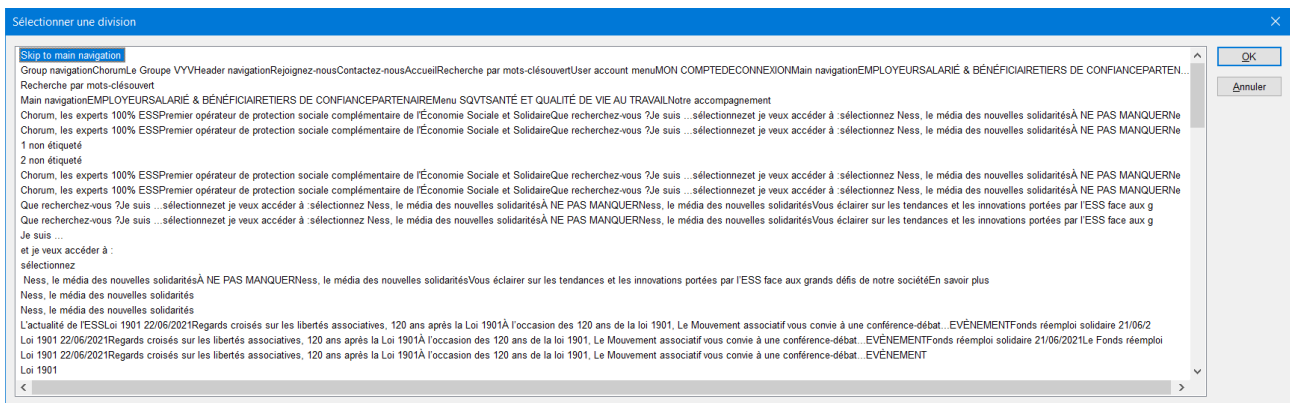 Sélectionner une division
Skip to main navigation
OK
Group navigationChorumLe Groupe VYVHeader navigationRejoignez-nousContactez-nousAccueilRecherche par mots-clésouvertUser account menuMON COMPTEDECONNEXIONMain navigationEMPLOYEURSALARIÉ & BÉNÉFICIAIRETIERS DE CONFIANCEPARTEN...
Recherche par mots-clésouvert
Annuler
Main navigationEMPLOYEURSALARIÉ & BÉNÉFICIAIRETIERS DE CONFIANCEPARTENAIREMenu SQVTSANTÉ ET QUALITÉ DE VIE AU TRAVAILNotre accompagnement
Chorum, les experts 100% ESSPremier opérateur de protection sociale complémentaire de l'Économie Sociale et SolidaireQue recherchez-vous ?Je suis ...sélectionnezet je veux accéder à :sélectionnez Ness, le média des nouvelles solidaritésÀ NE PAS MANQUERNe
Chorum, les experts 100% ESSPremier opérateur de protection sociale complémentaire de l'Économie Sociale et SolidaireQue recherchez-vous ?Je suis ...sélectionnezet je veux accéder à :sélectionnez Ness, le média des nouvelles solidaritésÀ NE PAS MANQUERNe
1 non étiqueté
2 non étiqueté
Chorum, les experts 100% ESSPremier opérateur de protection sociale complémentaire de l'Économie Sociale et SolidaireQue recherchez-vous ?Je suis ...sélectionnezet je veux accéder à :sélectionnez Ness, le média des nouvelles solidaritésÀ NE PAS MANQUERNe
Chorum, les experts 100% ESSPremier opérateur de protection sociale complémentaire de l'Économie Sociale et SolidaireQue recherchez-vous ?Je suis ...sélectionnezet je veux accéder à :sélectionnez Ness, le média des nouvelles solidaritésÀ NE PAS MANQUERNe
Que recherchez-vous ?Je suis ...sélectionnezet je veux accéder à :sélectionnez Ness, le média des nouvelles solidaritésÀ NE PAS MANQUERNess, le média des nouvelles solidaritésVous éclairer sur les tendances et les innovations portées par l'ESS face aux g
Que recherchez-vous ?Je suis ...sélectionnezet je veux accéder à :sélectionnez Ness, le média des nouvelles solidaritésÀ NE PAS MANQUERNess, le média des nouvelles solidaritésVous éclairer sur les tendances et les innovations portées par l'ESS face aux g
Je suis ...
et je veux accéder à :
sélectionnez
Ness, le média des nouvelles solidaritésÀ NE PAS MANQUERNess, le média des nouvelles solidaritésVous éclairer sur les tendances et les innovations portées par l'ESS face aux grands défis de notre sociétéEn savoir plus
Ness, le média des nouvelles solidarités
Ness, le média des nouvelles solidarités
L'actualité de l'ESSLoi 1901 22/06/2021Regards croisés sur les libertés associatives, 120 ans après la Loi 1901À l'occasion des 120 ans de la loi 1901, Le Mouvement associatif vous convie à une conférence-débat...EVÈNEMENTFonds réemploi solidaire 21/06/2
Loi 1901 22/06/2021Regards croisés sur les libertés associatives, 120 ans après la Loi 1901À l'occasion des 120 ans de la loi 1901, Le Mouvement associatif vous convie à une conférence-débat...EVÈNEMENTFonds réemploi solidaire 21/06/2021Le Fonds réemploi
Loi 1901 22/06/2021Regards croisés sur les libertés associatives, 120 ans après la Loi 1901À l'occasion des 120 ans de la loi 1901, Le Mouvement associatif vous convie à une conférence-débat...EVÈNEMENT
Loi 1901